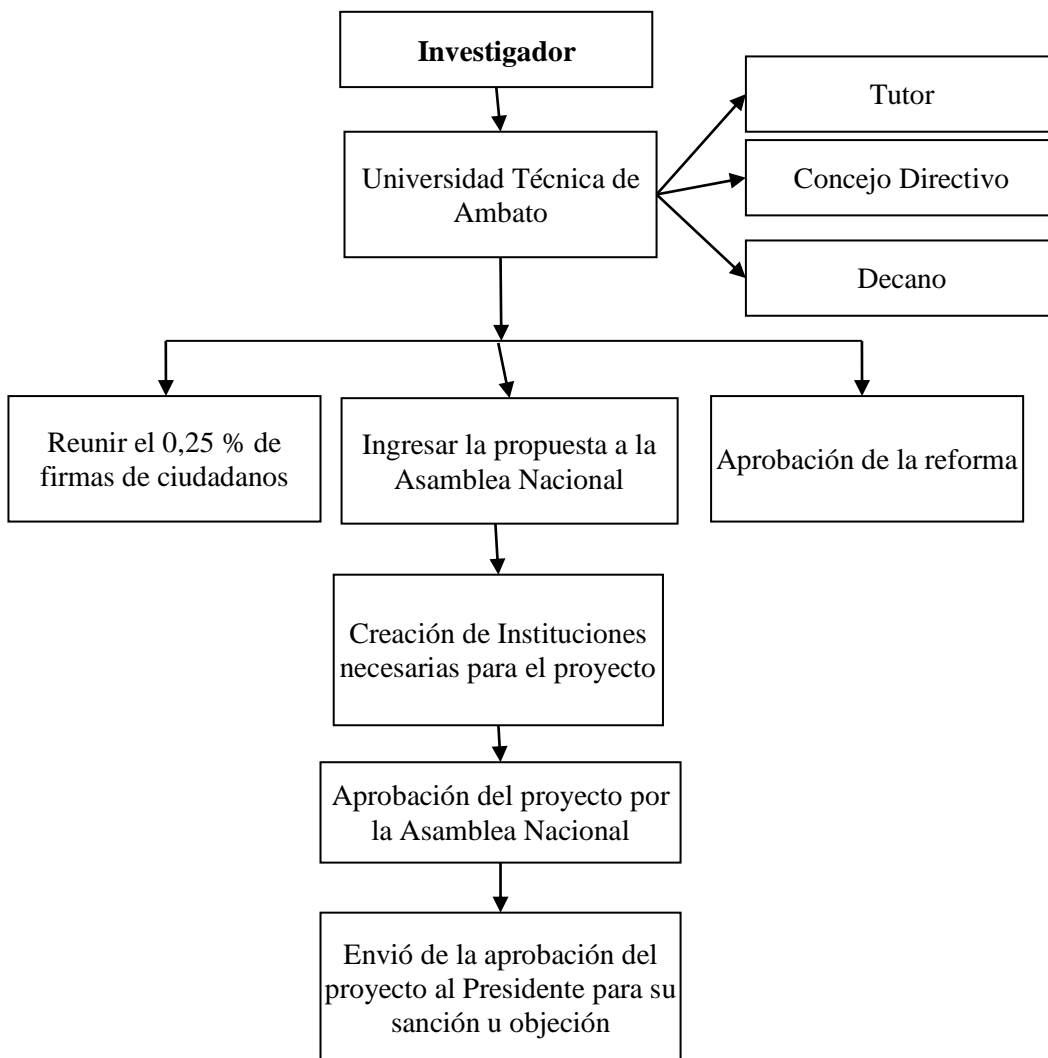 Investigador
Tutor
Universidad Técnica de
Ambato
Concejo Directivo
Decano
Reunir el 0,25 % de
firmas de ciudadanos
Ingresar la propuesta a la
Asamblea Nacional
Aprobación de la reforma
Creación de Instituciones
necesarias para el proyecto
Aprobación del proyecto por
la Asamblea Nacional
Envió de la aprobación del
proyecto al Presidente para su
sanción u objeción